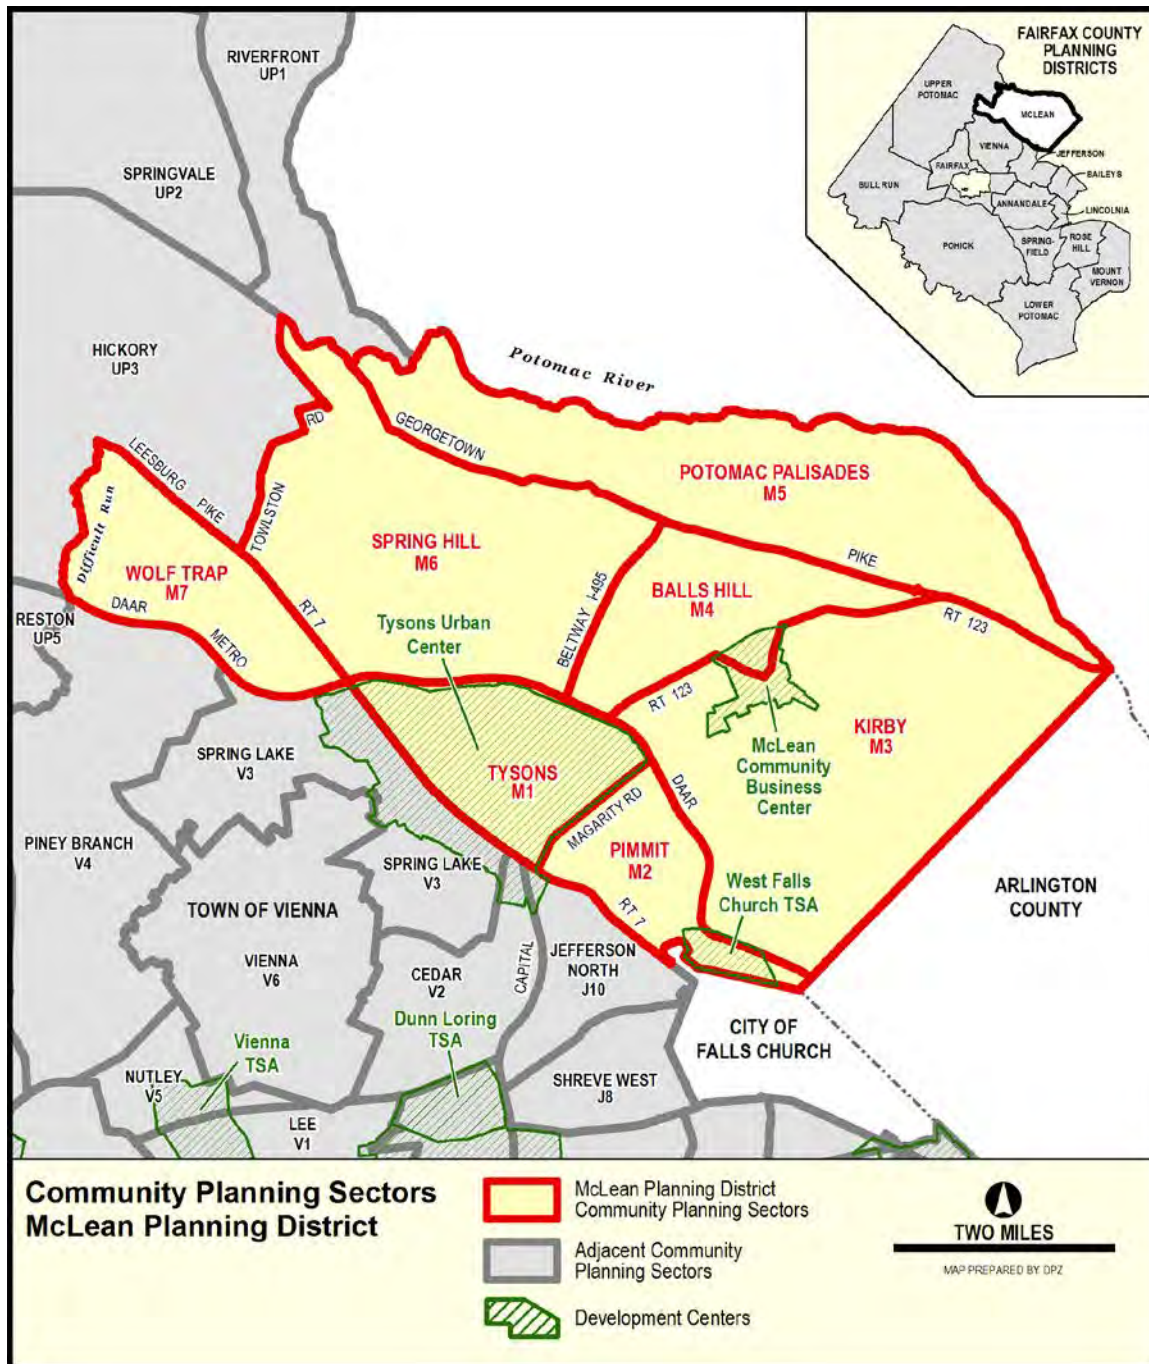 RIVERFRONT
UP1
SPRINGVALE
UP2
HICKORY
UP3
FAIRFAX COUNTY
PLANNING
DISTRICTS
UPPER
POTOMAC
MCLEAN
VIENNA
JEFFERSON
FAIRFAX
BAILEYS
BULL RUN
ANNANDALE
LINCOLNIA
POHICK
SPRING-
FIELD
ROSE
HILL
MOUNT
VERNON
LOWER
POTOMAC
Potomac River
RD
GEORGETOWN
LEESBURG
PIKE
TOWLSTON
Difficult Run
POTOMAC PALISADES
M5
SPRING HILL
M6
WOLF TRAP
M7
PIKE
BALLS HILL
M4
BELTWAY I-495
RT 123
DAAR
METRO
RT 7
RESTON
UP5
Tysons Urban
Center
RT 123
KIRBY
M3
SPRING LAKE
V3
TYSONS
M1
McLean
Community
Business
Center
DAAR
MAGARITY RD
PINEY BRANCH
V4
SPRING LAKE
V3
PIMMIT
M2
West Falls
Church TSA
ARLINGTON
COUNTY
TOWN OF VIENNA
RT 7
VIENNA
V6
CEDAR
V2
CAPITAL
JEFFERSON
NORTH
J10
Dunn Loring
TSA
CITY OF
FALLS CHURCH
Vienna
TSA
NUTLEY
V5
SHREVE WEST
J8
LEE
V1
Community Planning Sectors
McLean Planning District
McLean Planning District
Community Planning Sectors
Adjacent Community
Planning Sectors
Development Centers
TWO MILES
MAP PREPARED BY DPZ